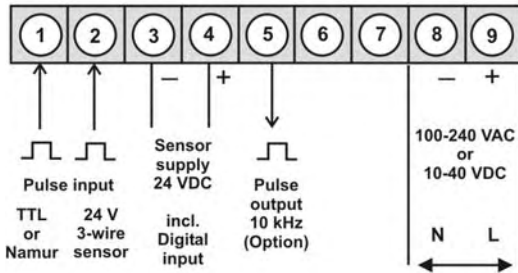 1 2 3 4 5 6 7 8 9
– + – +
Pulse input
TTL
or
Namur
24 V
3-wire
sensor
Sensor
supply
24 VDC
incl.
Digital
input
Pulse
output
10 kHz
(Option)
100-240 VAC
or
10-40 VDC
N L